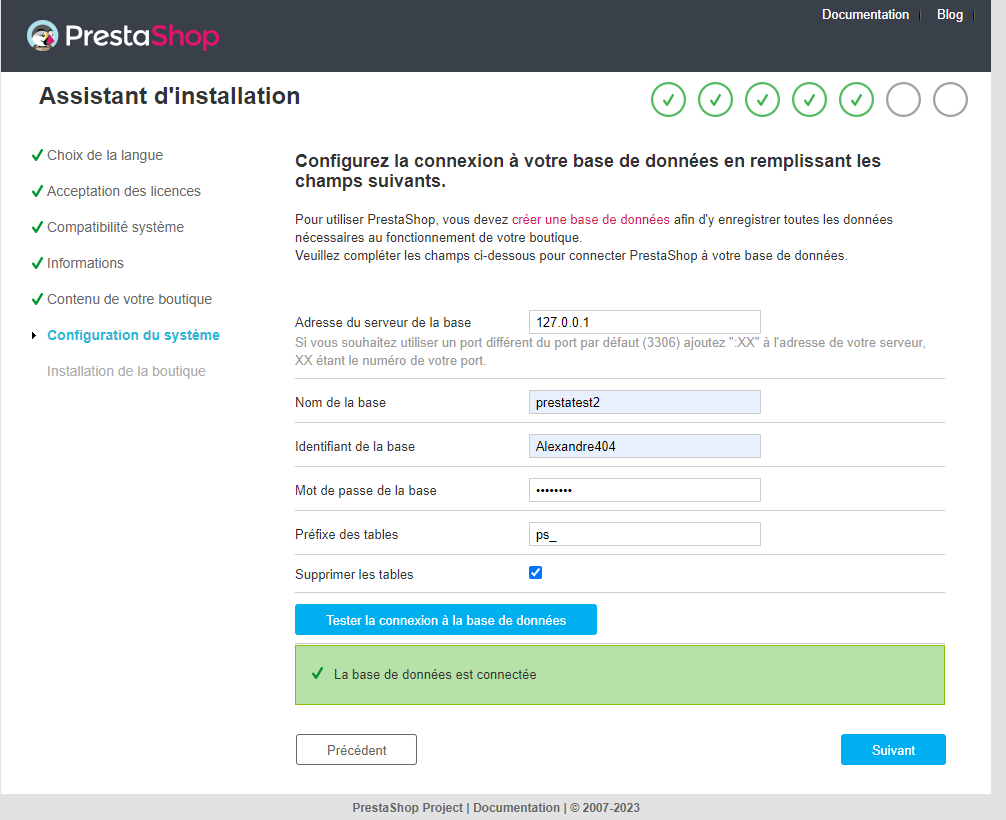 Documentation
Blog
PrestaShop
Assistant d'installation
Choix de la langue
Acceptation des licences
Compatibilité système
Informations
Contenu de votre boutique
Configuration du système
Installation de la boutique
Configurez la connexion à votre base de données en remplissant les
champs suivants.
Pour utiliser PrestaShop, vous devez créer une base de données afin d'y enregistrer toutes les données
nécessaires au fonctionnement de votre boutique.
Veuillez compléter les champs ci-dessous pour connecter PrestaShop à votre base de données.
Adresse du serveur de la base 127.0.0.1
Si vous souhaitez utiliser un port différent du port par défaut (3306) ajoutez ":XX" à l'adresse de votre serveur,
XX étant le numéro de votre port.
Nom de la base prestatest2
Identifiant de la base Alexandre404
Mot de passe de la base ••••••••
Préfixe des tables ps_
Supprimer les tables
Tester la connexion à la base de données
La base de données est connectée
Précédent
Suivant
PrestaShop Project | Documentation | © 2007-2023